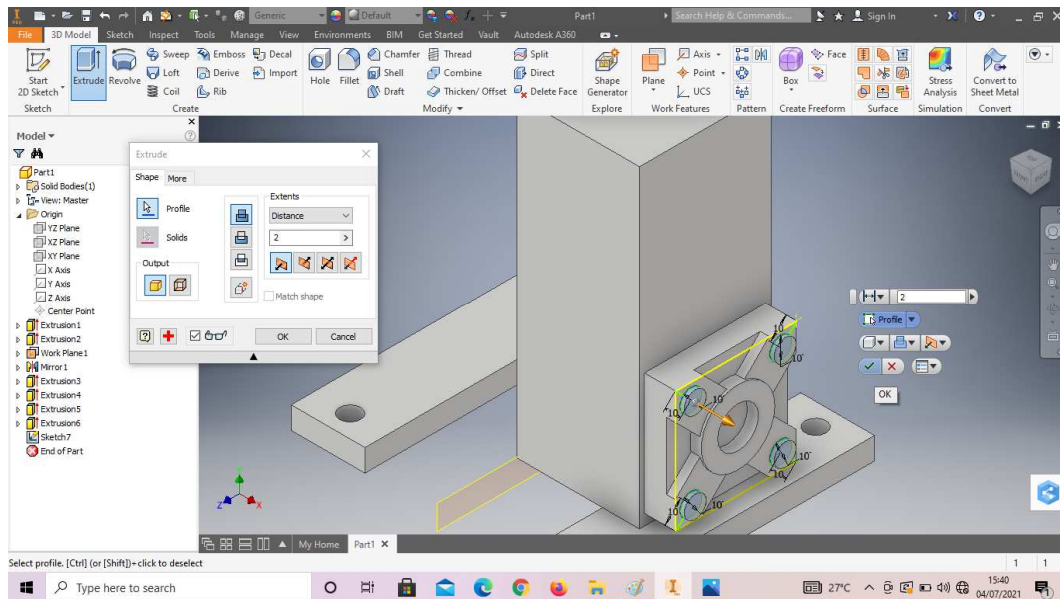 I PRO Generic Default Part1 Search Help & Commands... Sign In
File 3D Model Sketch Inspect Tools Manage View Environments BIM Get Started Vault Autodesk A360
Start 2D Sketch
Extrude
Revolve
Sweep Emboss Decal
Loft Derive Import
Coil Rib
Hole
Fillet
Chamfer Thread Split
Shell Combine Direct
Draft Thicken/ Offset Delete Face
Shape Generator
Plane
Axis
Point
UCS
Box
Face
Stress Analysis
Convert to Sheet Metal
Sketch Create Modify Explore Work Features Pattern Create Freeform Surface Simulation Convert
Model
Part1
Solid Bodies(1)
View: Master
Origin
YZ Plane
XZ Plane
XY Plane
X Axis
Y Axis
Z Axis
Center Point
Extrusion1
Extrusion2
Work Plane1
Mirror1
Extrusion3
Extrusion4
Extrusion5
Extrusion6
Sketch7
End of Part
Extrude
Shape More
Profile
Solids
Output
Extents
Distance
2
Match shape
OK Cancel
2
Profile
OK
10
10
10
10
10
10
10
10
Y
Z X
My Home Part1
Select profile. [Ctrl] (or [Shift])+click to deselect 1 1
Type here to search
27°C
15:40
04/07/2021